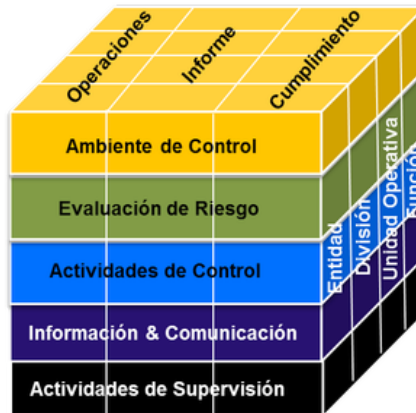 Operaciones
Informe
Cumplimiento
Ambiente de Control
Evaluación de Riesgo
Actividades de Control
Información & Comunicación
Actividades de Supervisión
Entidad
División
Unidad Operativa
Función